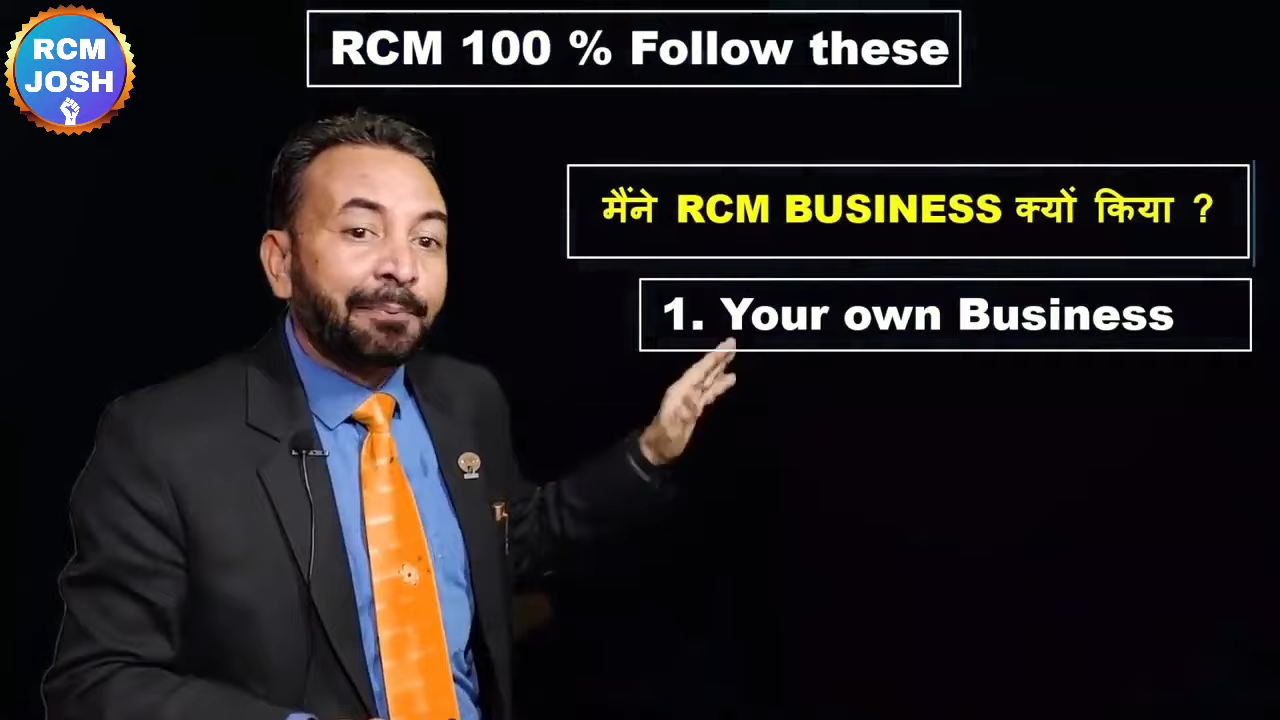 RCM
JOSH
RCM 100 % Follow these
मैंने RCM BUSINESS क्यों किया ?
1. Your own Business